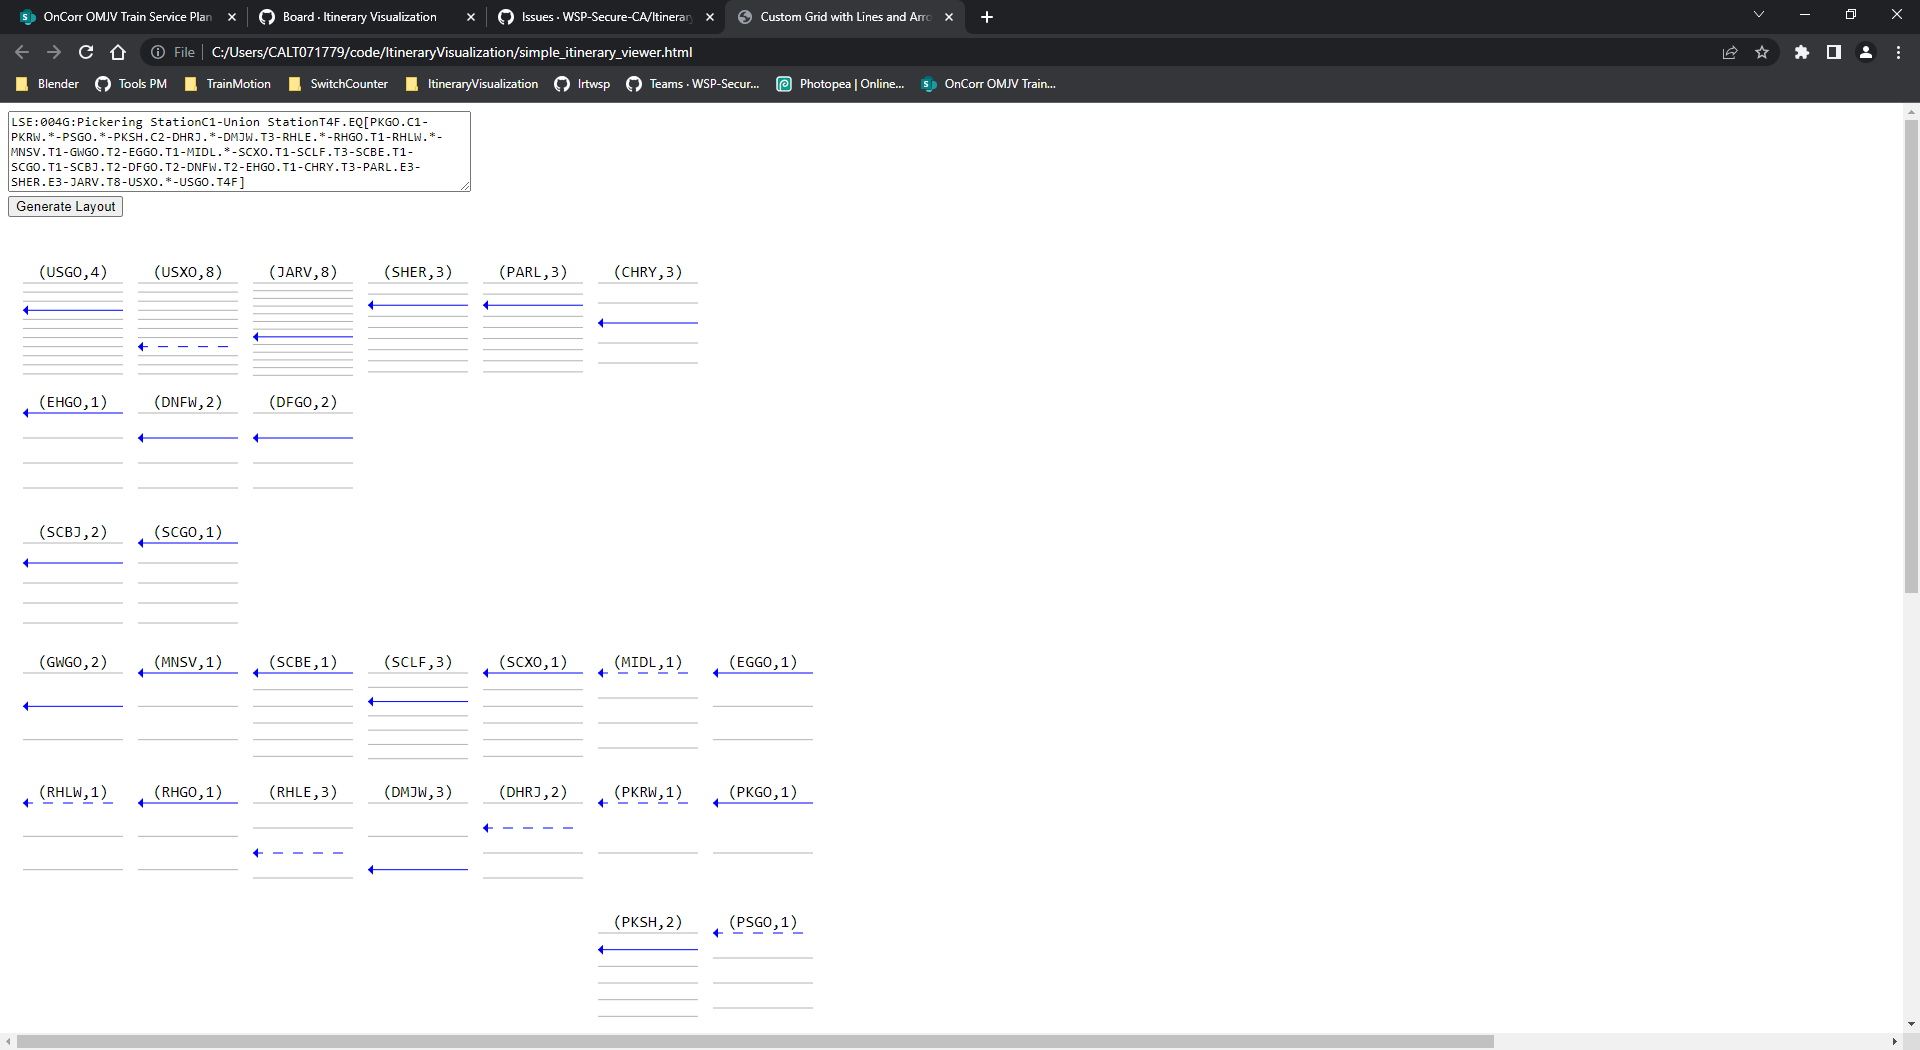 OnCorr OMJV Train Service Plan
Board · Itinerary Visualization
Issues · WSP-Secure-CA/Itinerar
Custom Grid with Lines and Arro
File
C:/Users/CALT071779/code/ItineraryVisualization/simple_itinerary_viewer.html
Blender
Tools PM
TrainMotion
SwitchCounter
ItineraryVisualization
lrtwsp
Teams · WSP-Secur...
Photopea | Online...
OnCorr OMJV Train...
LSE:004G:Pickering StationC1-Union StationT4F.EQ[PKGO.C1-
PKRW.*-PSGO.*-PKSH.C2-DHRJ.*-DMJW.T3-RHLE.*-RHGO.T1-RHLW.*-
MNSV.T1-GWGO.T2-EGGO.T1-MIDL.*-SCXO.T1-SCLF.T3-SCBE.T1-
SCGO.T1-SCBJ.T2-DFGO.T2-DNFW.T2-EHGO.T1-CHRY.T3-PARL.E3-
SHER.E3-JARV.T8-USXO.*-USGO.T4F]
Generate Layout
(USGO,4) (USXO,8) (JARV,8) (SHER,3) (PARL,3) (CHRY,3)
(EHGO,1) (DNFW,2) (DFGO,2)
(SCBJ,2) (SCGO,1)
(GWGO,2) (MNSV,1) (SCBE,1) (SCLF,3) (SCXO,1) (MIDL,1) (EGGO,1)
(RHLW,1) (RHGO,1) (RHLE,3) (DMJW,3) (DHRJ,2) (PKRW,1) (PKGO,1)
(PKSH,2) (PSGO,1)